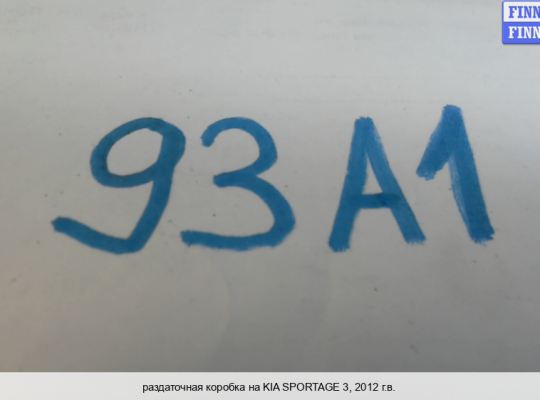 FINN
FINN
93A1
раздаточная коробка на KIA SPORTAGE 3, 2012 г.в.